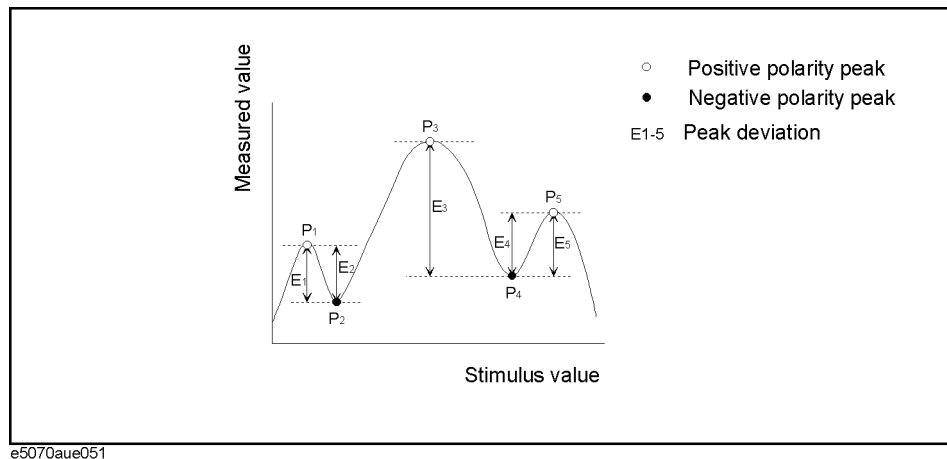 Measured value
Positive polarity peak
Negative polarity peak
E1-5 Peak deviation
P3
P5
P1
E3
E4
E5
E2
E1
P4
P2
Stimulus value
e5070aue051